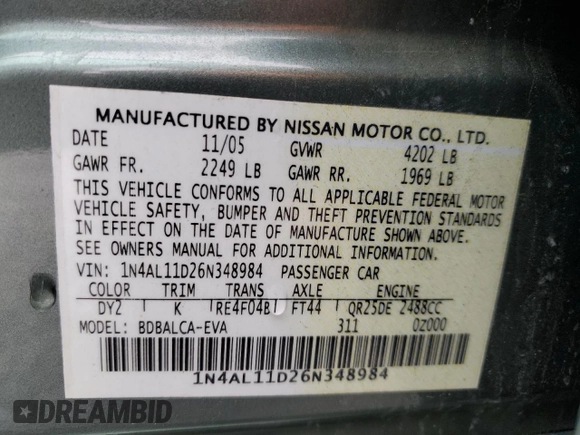 MANUFACTURED BY NISSAN MOTOR CO., LTD.
DATE 11/05 GVWR 4202 LB
GAWR FR. 2249 LB GAWR RR. 1969 LB
THIS VEHICLE CONFORMS TO ALL APPLICABLE FEDERAL MOTOR
VEHICLE SAFETY, BUMPER AND THEFT PREVENTION STANDARDS
IN EFFECT ON THE DATE OF MANUFACTURE SHOWN ABOVE.
SEE OWNERS MANUAL FOR ADDITIONAL INFORMATION.
VIN: 1N4AL11D26N348984 PASSENGER CAR
COLOR TRIM TRANS AXLE ENGINE
DY2 K RE4F04B FT44 QR25DE 2488CC
MODEL: BDBALCA-EVA 311 0Z000
1N4AL11D26N348984
DREAMBID